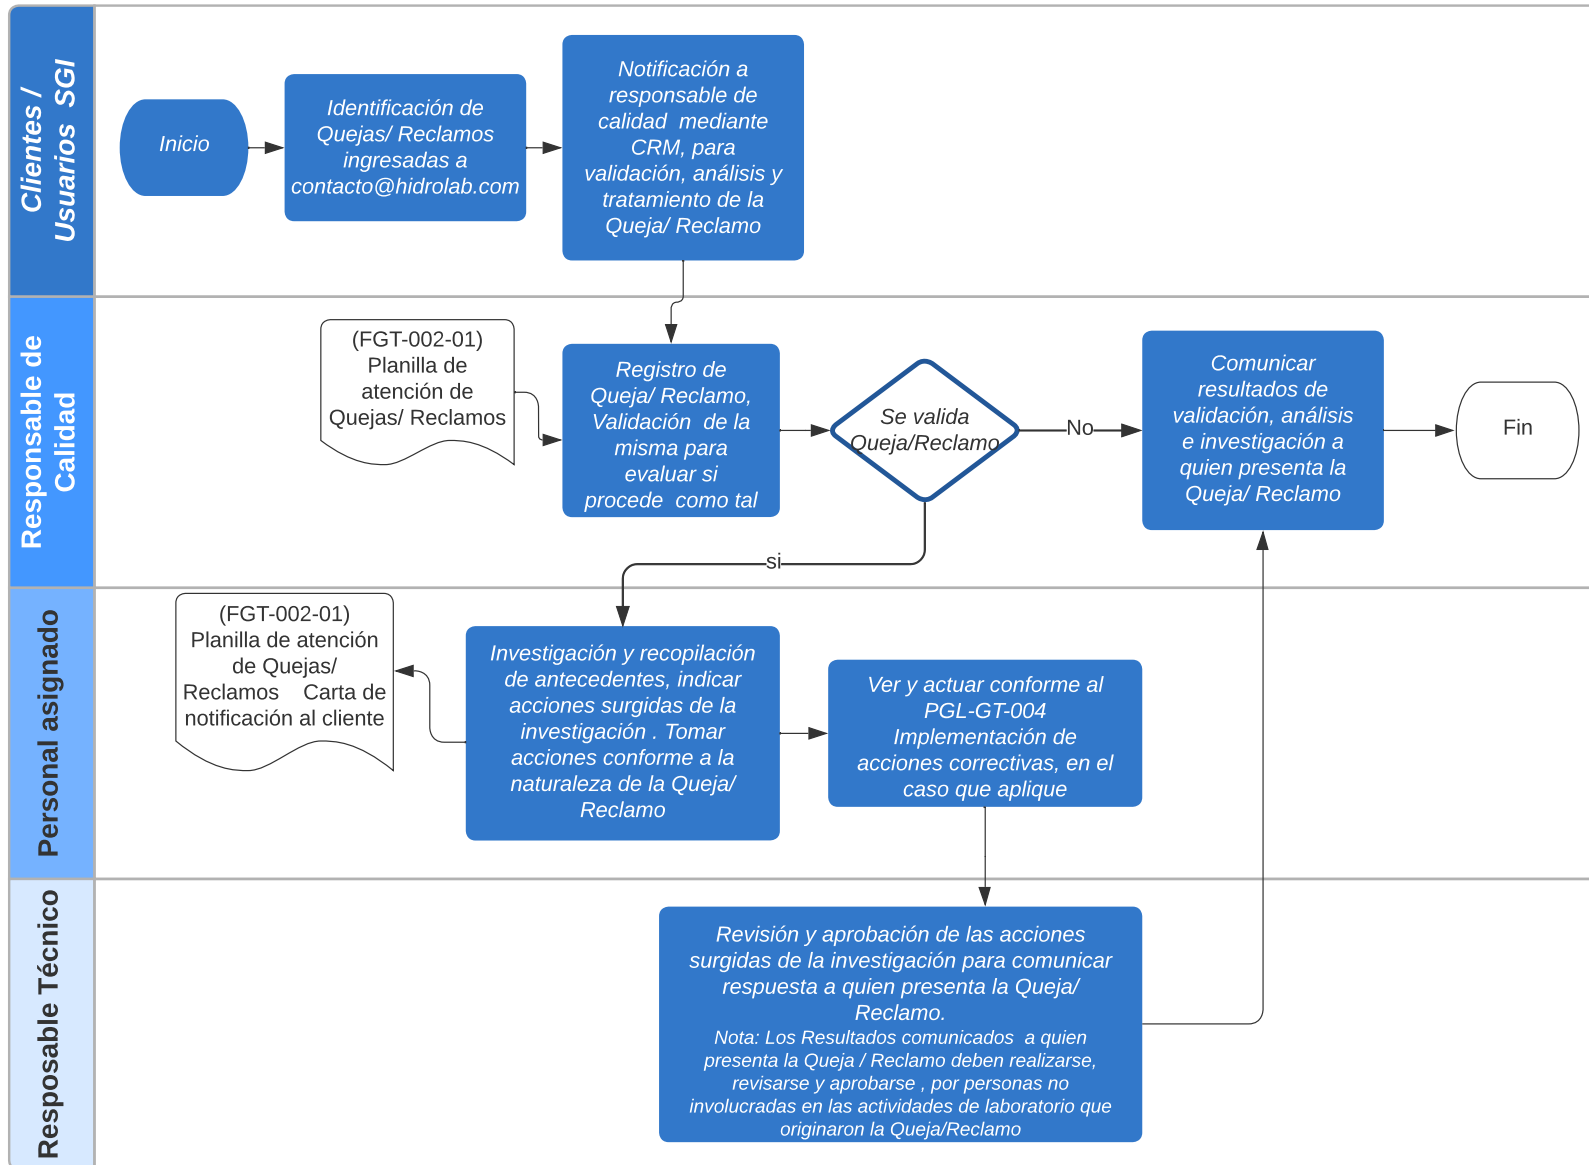 Clientes /
Usuarios SGI
Inicio
Identificación de
Quejas/ Reclamos
ingresadas a
contacto@hidrolab.com
Notificación a
responsable de
calidad mediante
CRM, para
validación, análisis y
tratamiento de la
Queja/ Reclamo
Responsable de
Calidad
(FGT-002-01)
Planilla de
atención de
Quejas/ Reclamos
Registro de
Queja/ Reclamo,
Validación de la
misma para
evaluar si
procede como tal
Se valida
Queja/Reclamo
No
Comunicar
resultados de
validación, análisis
e investigación a
quien presenta la
Queja/ Reclamo
Fin
si
Personal asignado
(FGT-002-01)
Planilla de atención
de Quejas/
Reclamos Carta de
notificación al cliente
Investigación y recopilación
de antecedentes, indicar
acciones surgidas de la
investigación . Tomar
acciones conforme a la
naturaleza de la Queja/
Reclamo
Ver y actuar conforme al
PGL-GT-004
Implementación de
acciones correctivas, en el
caso que aplique
Resposable Técnico
Revisión y aprobación de las acciones
surgidas de la investigación para comunicar
respuesta a quien presenta la Queja/
Reclamo.
Nota: Los Resultados comunicados a quien
presenta la Queja / Reclamo deben realizarse,
revisarse y aprobarse , por personas no
involucradas en las actividades de laboratorio que
originaron la Queja/Reclamo